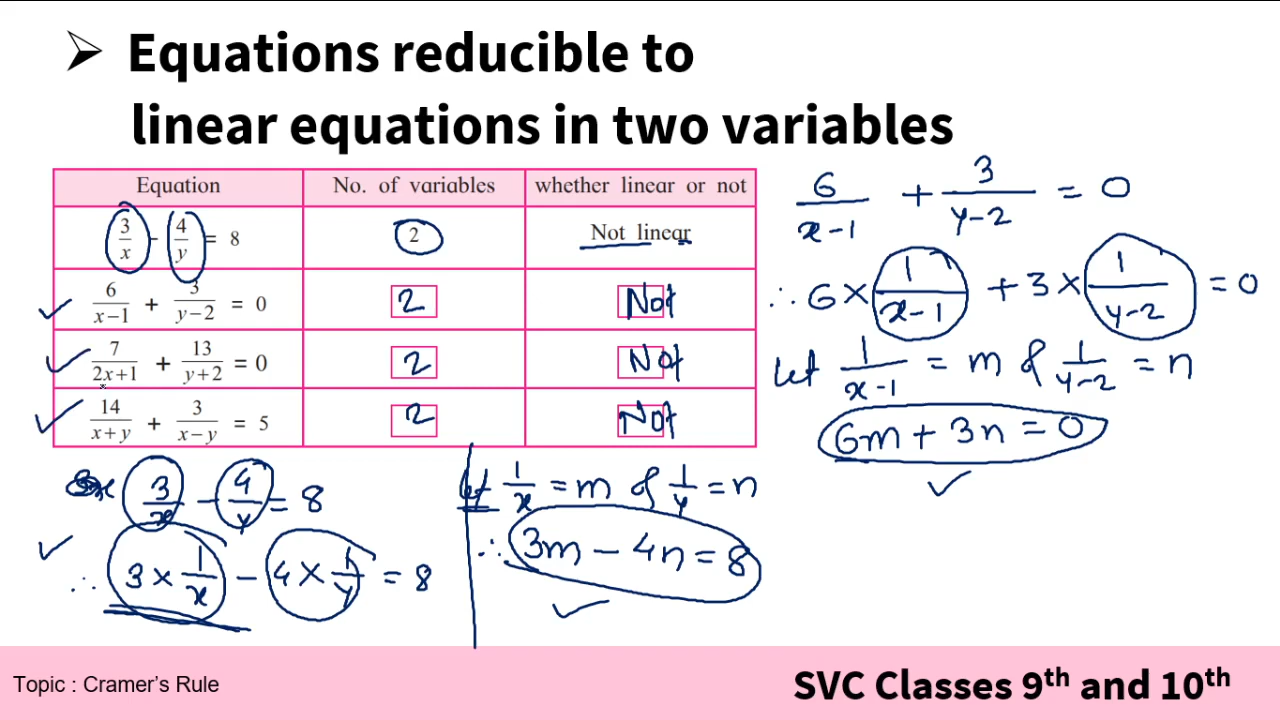 ➢ Equations reducible to
linear equations in two variables
Equation | No. of variables | whether linear or not
3/x - 4/y = 8 | 2 | Not linear
6/(x-1) + 3/(y-2) = 0 | 2 | Not
7/(2x+1) + 13/(y+2) = 0 | 2 | Not
14/(x+y) + 3/(x-y) = 5 | 2 | Not
3/x - 4/y = 8
∴ 3 × 1/x - 4 × 1/y = 8
let 1/x = m & 1/y = n
∴ 3m - 4n = 8
6/(x-1) + 3/(y-2) = 0
∴ 6 × 1/(x-1) + 3 × 1/(y-2) = 0
let 1/(x-1) = m & 1/(y-2) = n
6m + 3n = 0
Topic : Cramer's Rule
SVC Classes 9th and 10th